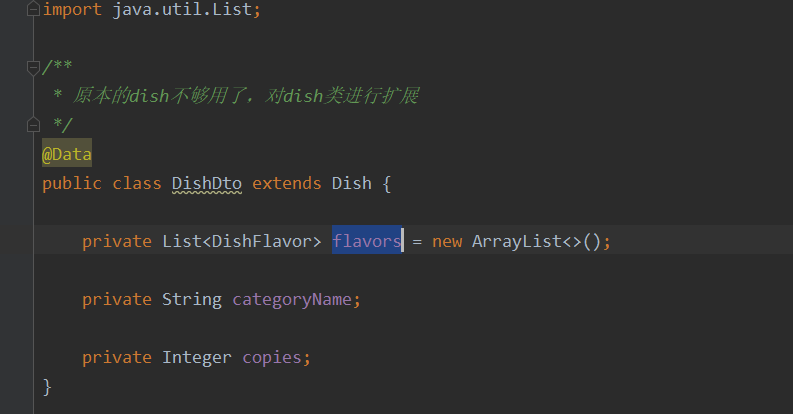 import java.util.List;
/**
* 原本的dish不够用了，对dish类进行扩展
*/
@Data
public class DishDto extends Dish {
private List<DishFlavor> flavors = new ArrayList<>();
private String categoryName;
private Integer copies;
}